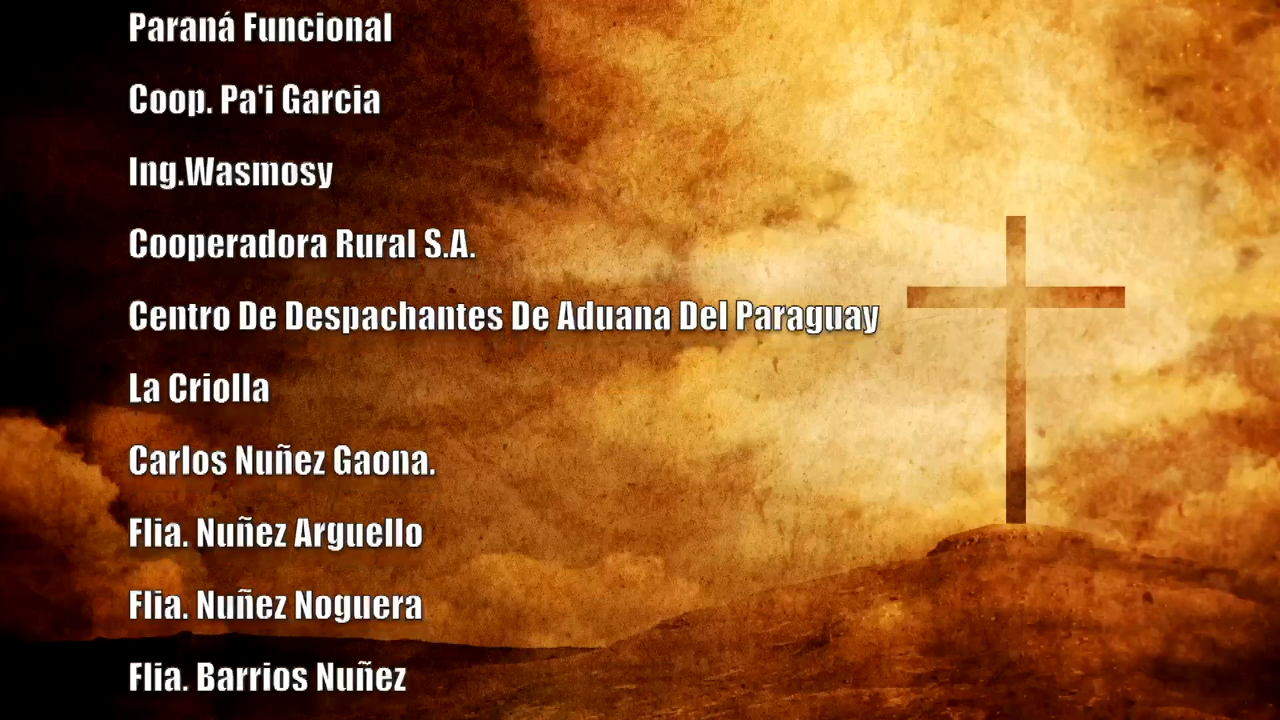 Paraná Funcional
Coop. Pa'i Garcia
Ing.Wasmosy
Cooperadora Rural S.A.
Centro De Despachantes De Aduana Del Paraguay
La Criolla
Carlos Nuñez Gaona.
Flia. Nuñez Arguello
Flia. Nuñez Noguera
Flia. Barrios Nuñez